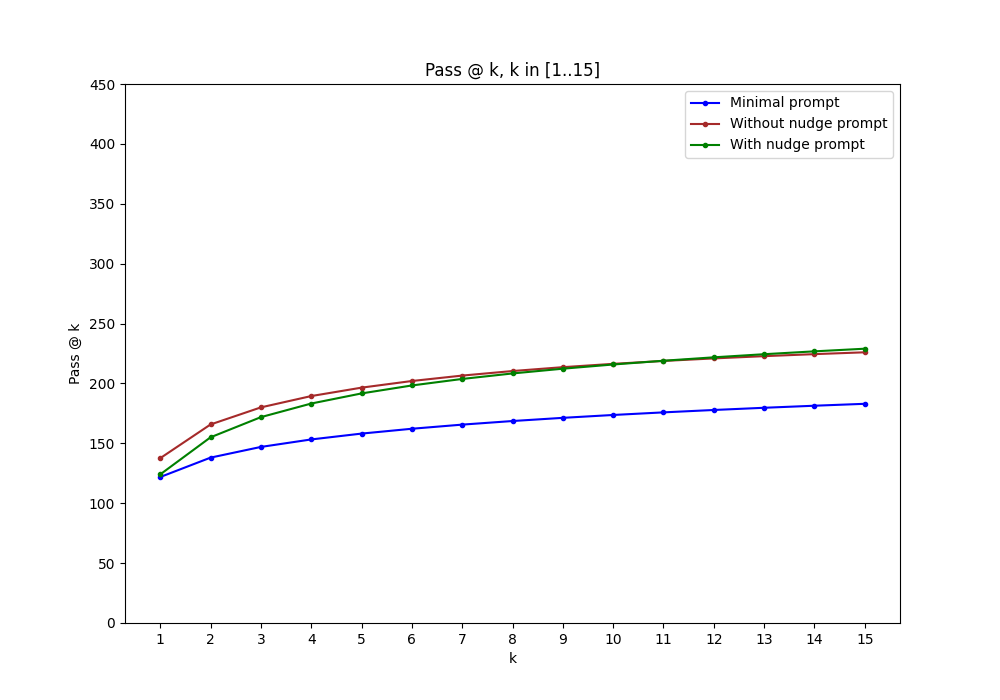 Pass @ k, k in [1..15]
Minimal prompt
Without nudge prompt
With nudge prompt
Pass @ k
450
400
350
300
250
200
150
100
50
0
1 2 3 4 5 6 7 8 9 10 11 12 13 14 15
k